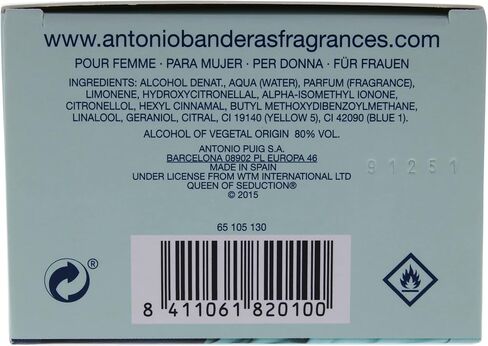 www.antoniobanderasfragrances.com
POUR FEMME · PARA MUJER · PER DONNA · FÜR FRAUEN
INGREDIENTS: ALCOHOL DENAT., AQUA (WATER), PARFUM (FRAGRANCE),
LIMONENE, HYDROXYCITRONELLAL, ALPHA-ISOMETHYL IONONE,
CITRONELLOL, HEXYL CINNAMAL, BUTYL METHOXYDIBENZOYLMETHANE,
LINALOOL, GERANIOL, CITRAL, CI 19140 (YELLOW 5), CI 42090 (BLUE 1).
ALCOHOL OF VEGETAL ORIGIN 80% VOL.
ANTONIO PUIG S.A.
BARCELONA 08902 PL EUROPA 46
MADE IN SPAIN
UNDER LICENSE FROM WTM INTERNATIONAL LTD
QUEEN OF SEDUCTION®
© 2015
91251
65 105 130
®
8 411061 820100